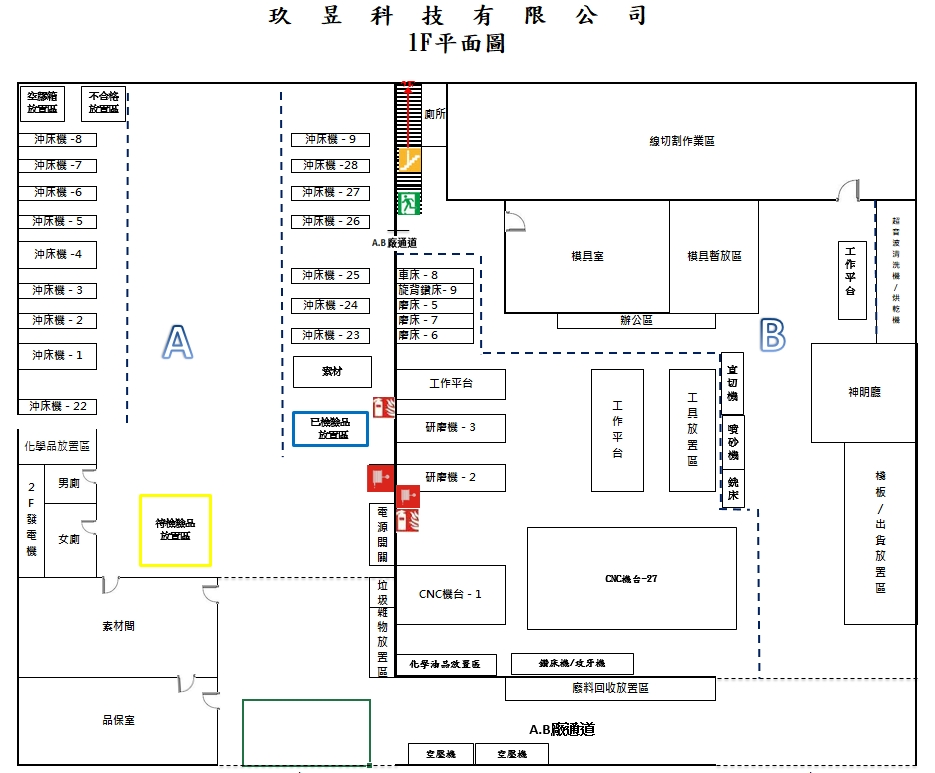 玖昱科技有限公司
1F平面圖
空膠箱
放置區
不合格
放置區
沖床機 -8
沖床機 -7
沖床機 -6
沖床機 - 5
沖床機 -4
沖床機 - 3
沖床機 - 2
沖床機 - 1
沖床機 - 22
化學品放置區
2F發電機
男廁
女廁
A
待檢驗品
放置區
沖床機 - 9
沖床機 -28
沖床機 - 27
沖床機 - 26
沖床機 - 25
沖床機 -24
沖床機 - 23
素材
已檢驗品
放置區
電源開關
垃圾
雜物放置區
素材間
品保室
廁所
A.B廠通道
線切割作業區
模具室
模具暫放區
辦公區
工作平台
超音波清洗機/烘乾機
B
車床 - 8
旋背鑽床- 9
磨床 - 5
磨床 - 7
磨床 - 6
工作平台
研磨機 - 3
研磨機 - 2
工作平台
工具放置區
直切機
噴砂機
銑床
神明廳
棧板/出貨放置區
CNC機台 - 1
CNC機台-27
化學油品放置區
鑽床機/攻牙機
廢料回收放置區
A.B廠通道
空壓機
空壓機